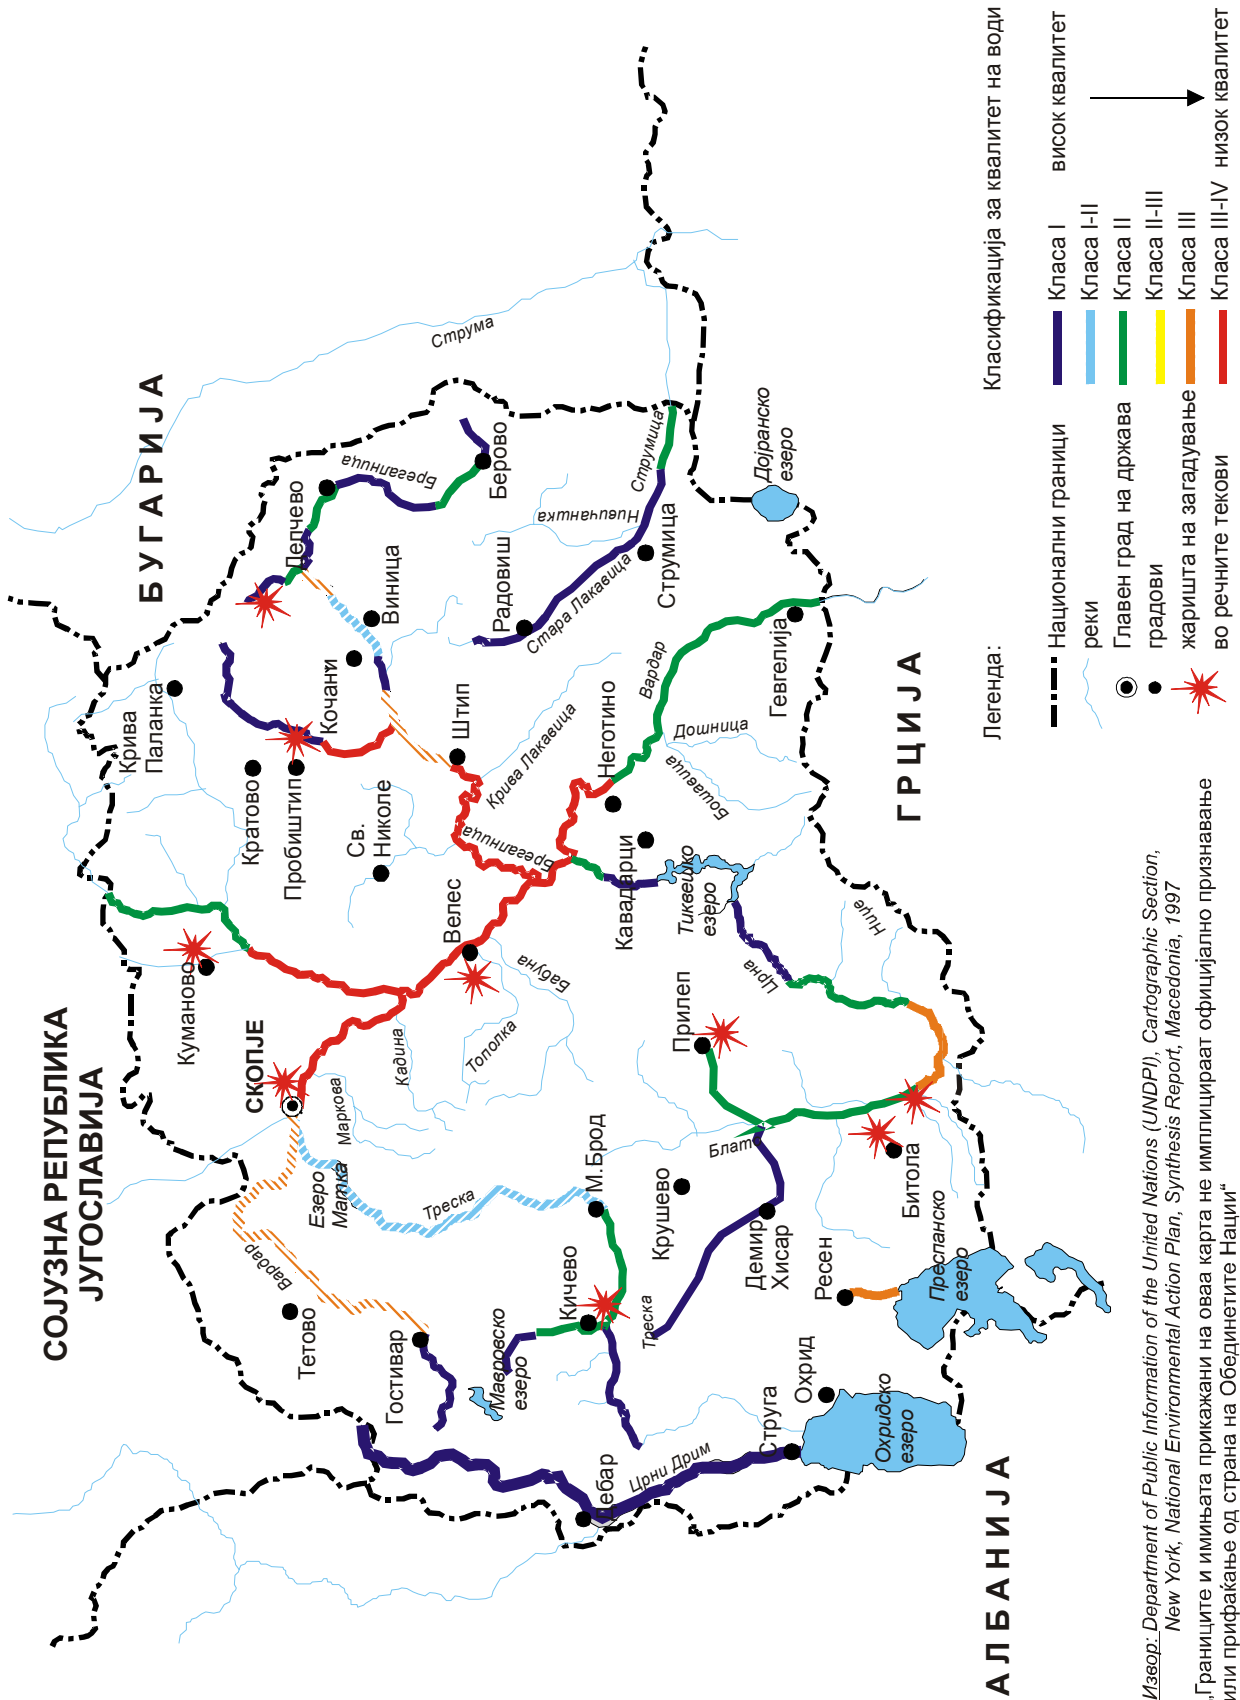 СОЈУЗНА РЕПУБЛИКА
ЈУГОСЛАВИЈА
БУГАРИЈА
ГРЦИЈА
АЛБАНИЈА
СКОПЈЕ
Куманово
Крива
Паланка
Кратово
Пробиштип
Св.
Николе
Кочани
Виница
Делчево
Берово
Штип
Радовиш
Струмица
Велес
Неготино
Кавадарци
Гевгелија
Прилеп
Битола
Крушево
Демир
Хисар
Ресен
Охрид
Струга
Дебар
Кичево
М.Брод
Гостивар
Тетово
Струма
Брегалница
Струмица
Нивичанишка
Стара Лакавица
Крива Лакавица
Брегалница
Вардар
Дошница
Бошавица
Дојранско
езеро
Тиквешко
езеро
Ниџе
Црна
Бабуна
Тополка
Кадина
Маркова
Езеро
Матка
Треска
Вардар
Блат
Треска
Мавровско
езеро
Црни Дрим
Охридско
езеро
Преспанско
езеро
Легенда:
Национални граници
реки
Главен град на држава
градови
жаришта на загадување
во речните текови
Класификација за квалитет на води
Класа I
Класа I-II
Класа II
Класа II-III
Класа III
Класа III-IV
висок квалитет
низок квалитет
Извор: Department of Public Information of the United Nations (UNDPI), Cartographic Section,
New York, National Environmental Action Plan, Synthesis Report, Macedonia, 1997
„Границите и имињата прикажани на оваа карта не имплицираат официјално признавање
или прифаќање од страна на Обединетите Нации“